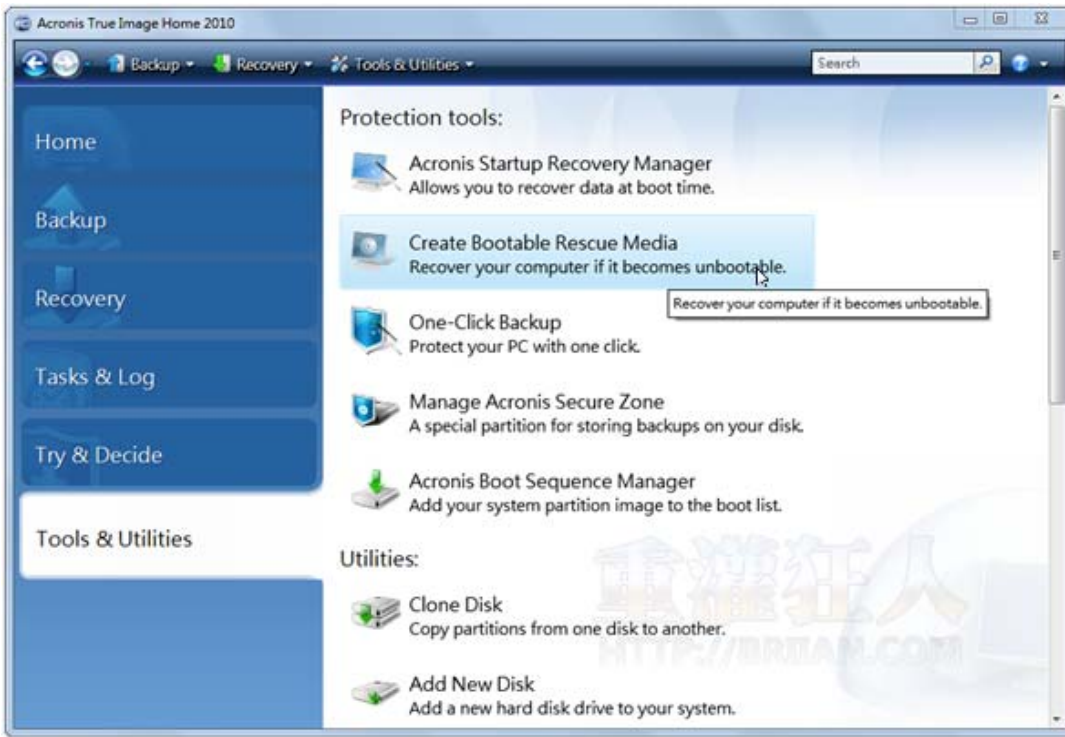 Acronis True Image Home 2010
Backup
Recovery
Tools & Utilities
Search
Home
Backup
Recovery
Tasks & Log
Try & Decide
Tools & Utilities
Protection tools:
Acronis Startup Recovery Manager
Allows you to recover data at boot time.
Create Bootable Rescue Media
Recover your computer if it becomes unbootable.
Recover your computer if it becomes unbootable.
One-Click Backup
Protect your PC with one click.
Manage Acronis Secure Zone
A special partition for storing backups on your disk.
Acronis Boot Sequence Manager
Add your system partition image to the boot list.
Utilities:
Clone Disk
Copy partitions from one disk to another.
Add New Disk
Add a new hard disk drive to your system.
重灌狂人
HTTP://BRIIAN.COM